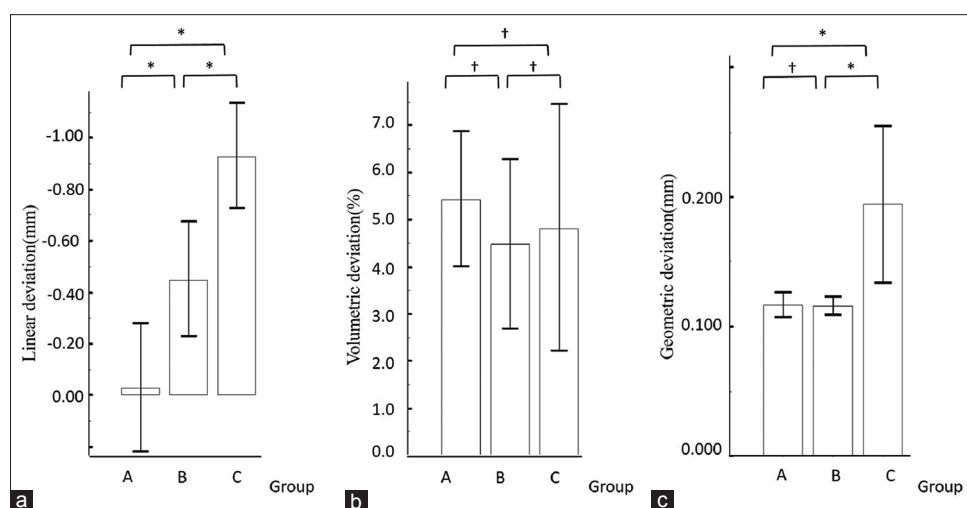 *
* *
Linear deviation(mm)
-1.00
-0.80
-0.60
-0.40
-0.20
0.00
A B C
Group
a
†
† †
Volumetric deviation(%)
7.0
6.0
5.0
4.0
3.0
2.0
1.0
0.0
A B C
Group
b
*
† *
Geometric deviation(mm)
0.200
0.100
0.000
A B C
Group
c